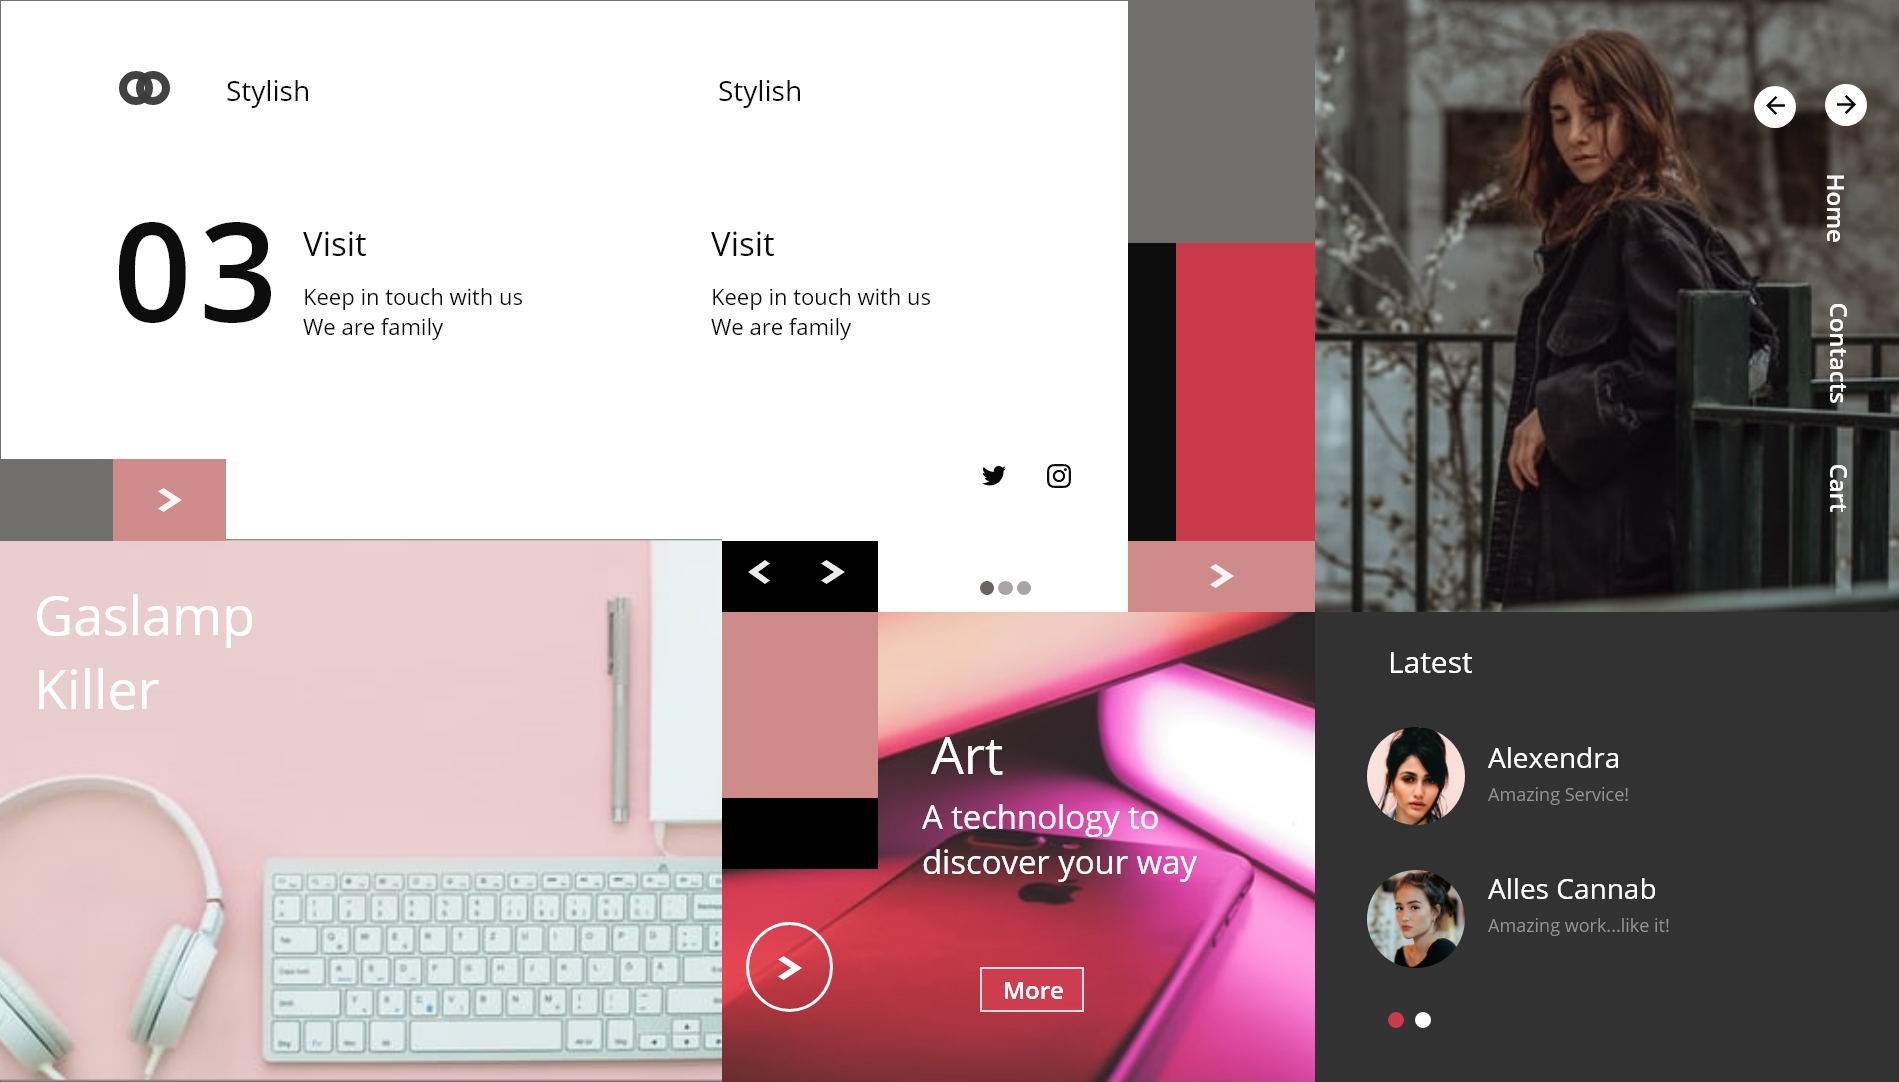 Stylish
Stylish
03
Visit
Keep in touch with us
We are family
Visit
Keep in touch with us
We are family
Home
Contacts
Cart
Gaslamp
Killer
Art
A technology to
discover your way
More
Latest
Alexendra
Amazing Service!
Alles Cannab
Amazing work...like it!